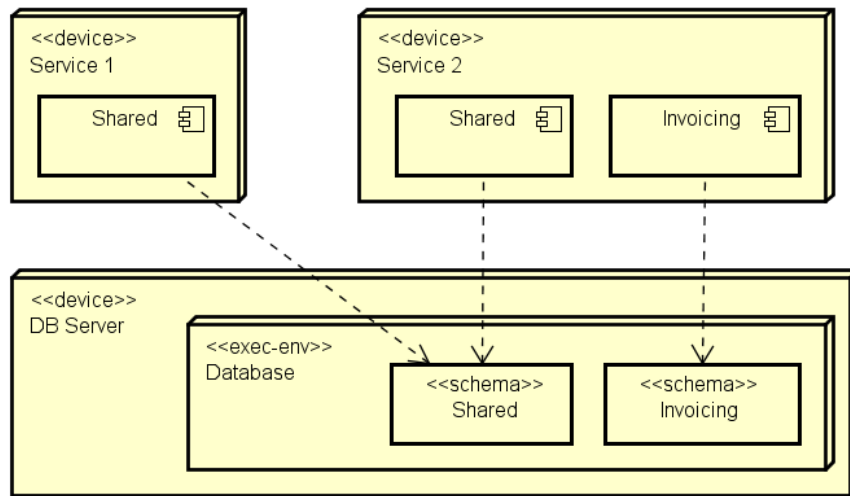 <<device>>
Service 1
Shared
<<device>>
Service 2
Shared
Invoicing
<<device>>
DB Server
<<exec-env>>
Database
<<schema>>
Shared
<<schema>>
Invoicing